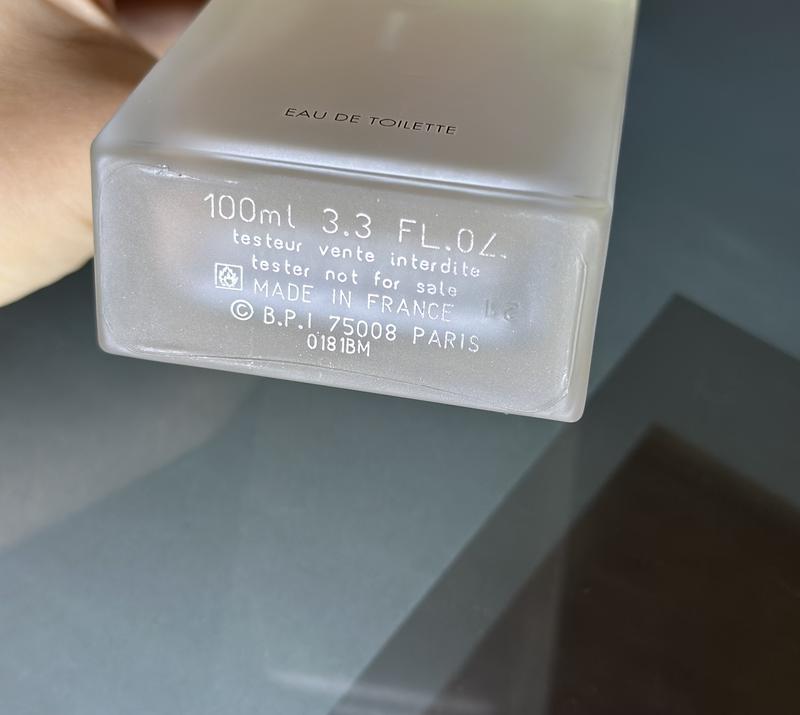 EAU DE TOILETTE
100ml 3.3 FL.OZ.
testeur vente interdite
tester not for sale
MADE IN FRANCE
© B.P.I 75008 PARIS
0181BM